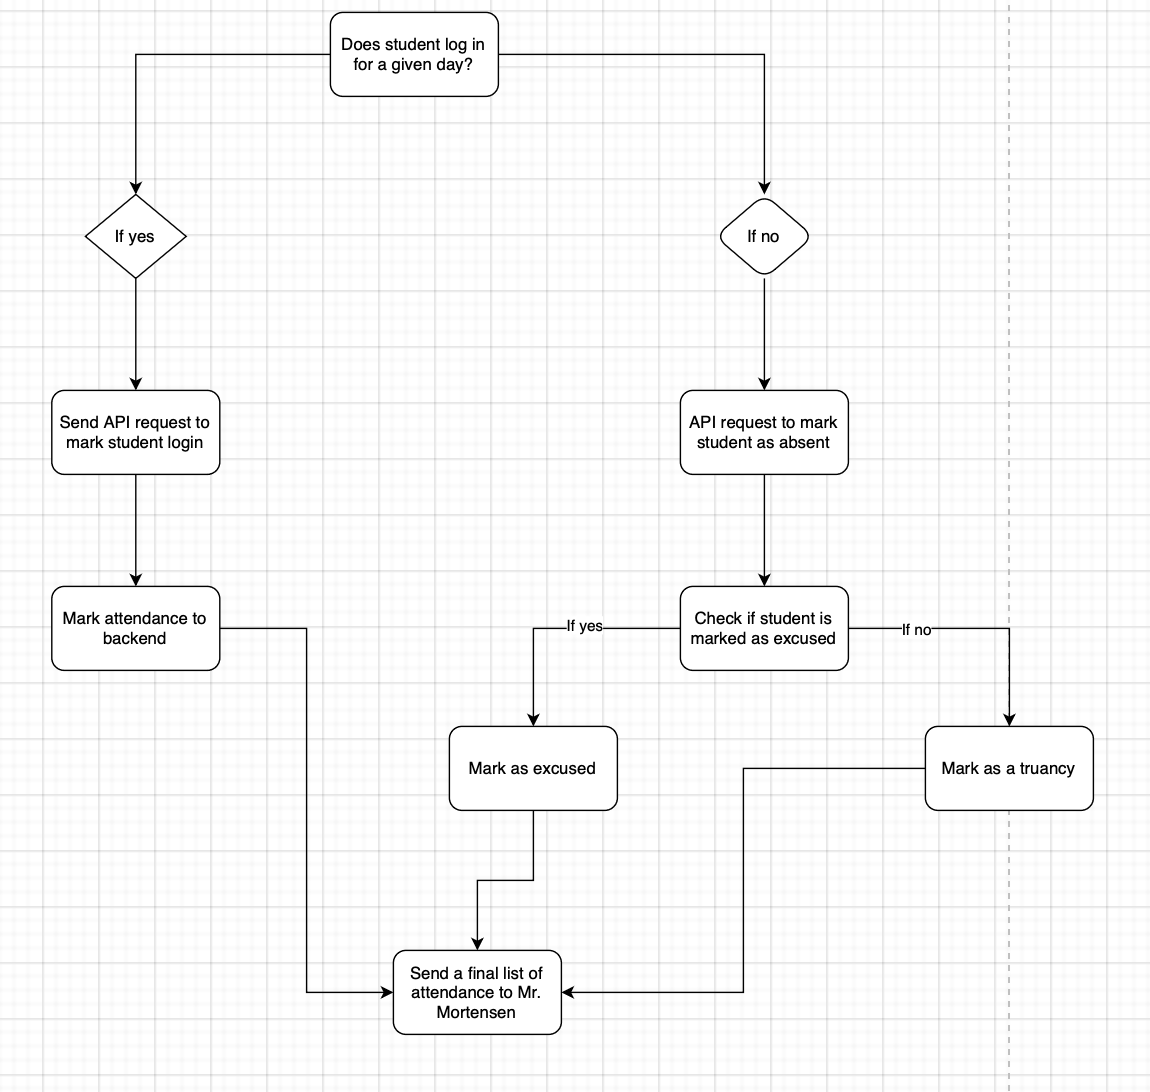 Does student log in
for a given day?
If yes
If no
Send API request to
mark student login
API request to mark
student as absent
Mark attendance to
backend
If yes
Check if student is
marked as excused
If no
Mark as excused
Mark as a truancy
Send a final list of
attendance to Mr.
Mortensen